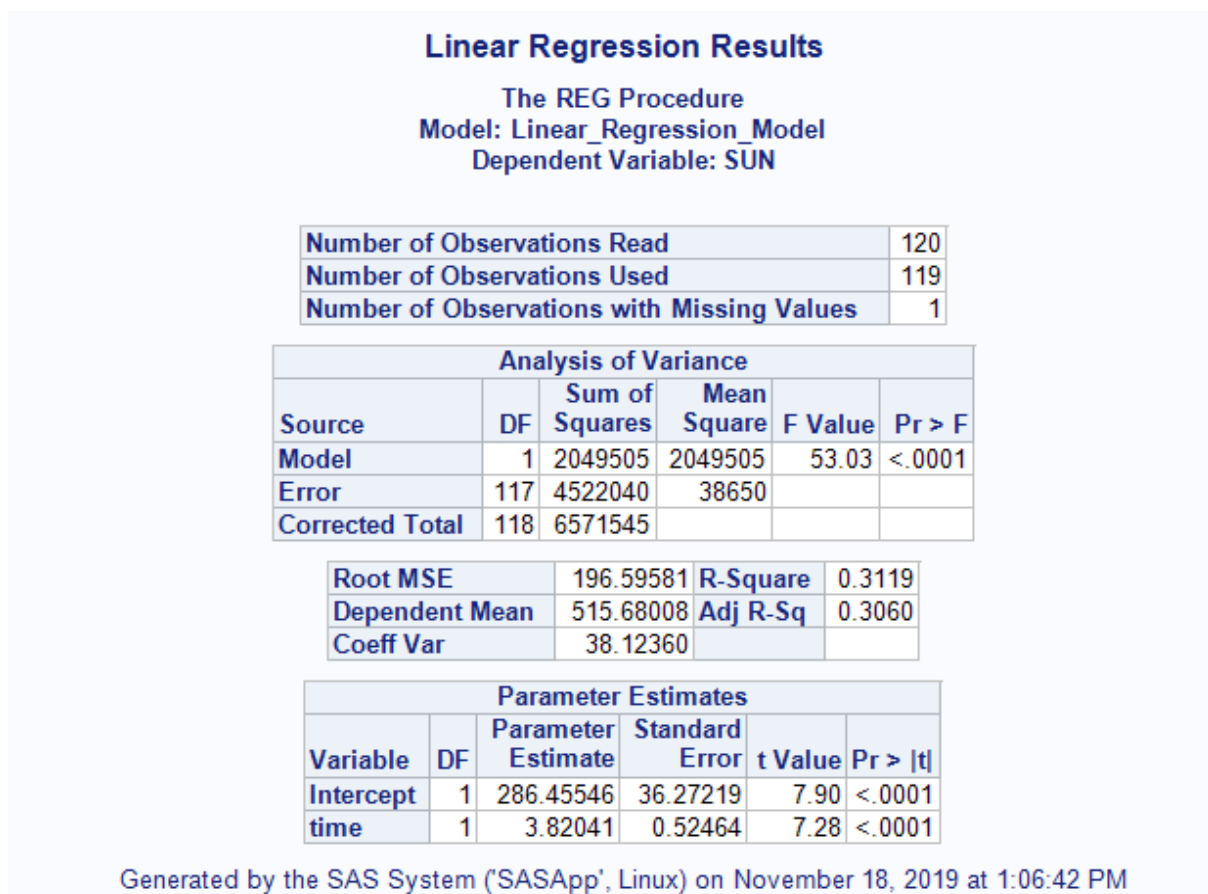 Linear Regression Results
The REG Procedure
Model: Linear_Regression_Model
Dependent Variable: SUN
Number of Observations Read 120
Number of Observations Used 119
Number of Observations with Missing Values 1
Analysis of Variance
Source DF Sum of Squares Mean Square F Value Pr > F
Model 1 2049505 2049505 53.03 <.0001
Error 117 4522040 38650
Corrected Total 118 6571545
Root MSE 196.59581 R-Square 0.3119
Dependent Mean 515.68008 Adj R-Sq 0.3060
Coeff Var 38.12360
Parameter Estimates
Variable DF Parameter Estimate Standard Error t Value Pr > |t|
Intercept 1 286.45546 36.27219 7.90 <.0001
time 1 3.82041 0.52464 7.28 <.0001
Generated by the SAS System ('SASApp', Linux) on November 18, 2019 at 1:06:42 PM